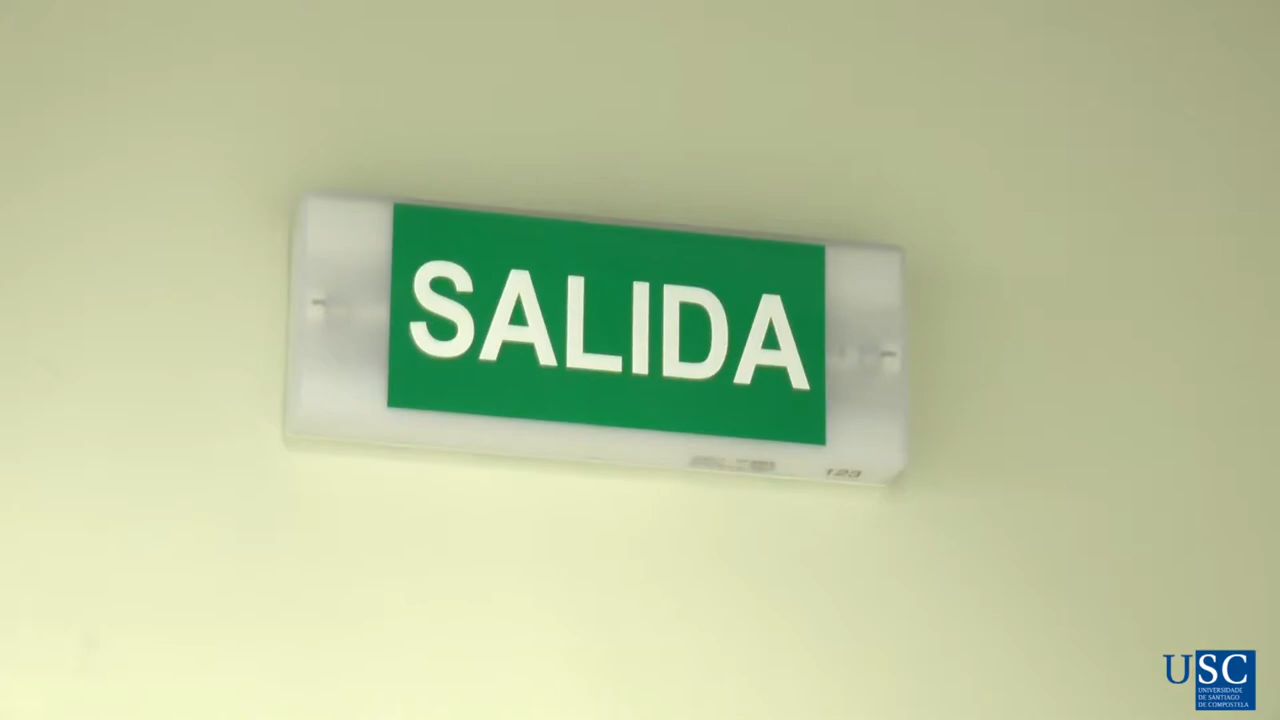 SALIDA
123
USC
UNIVERSIDADE
DE SANTIAGO
DE COMPOSTELA